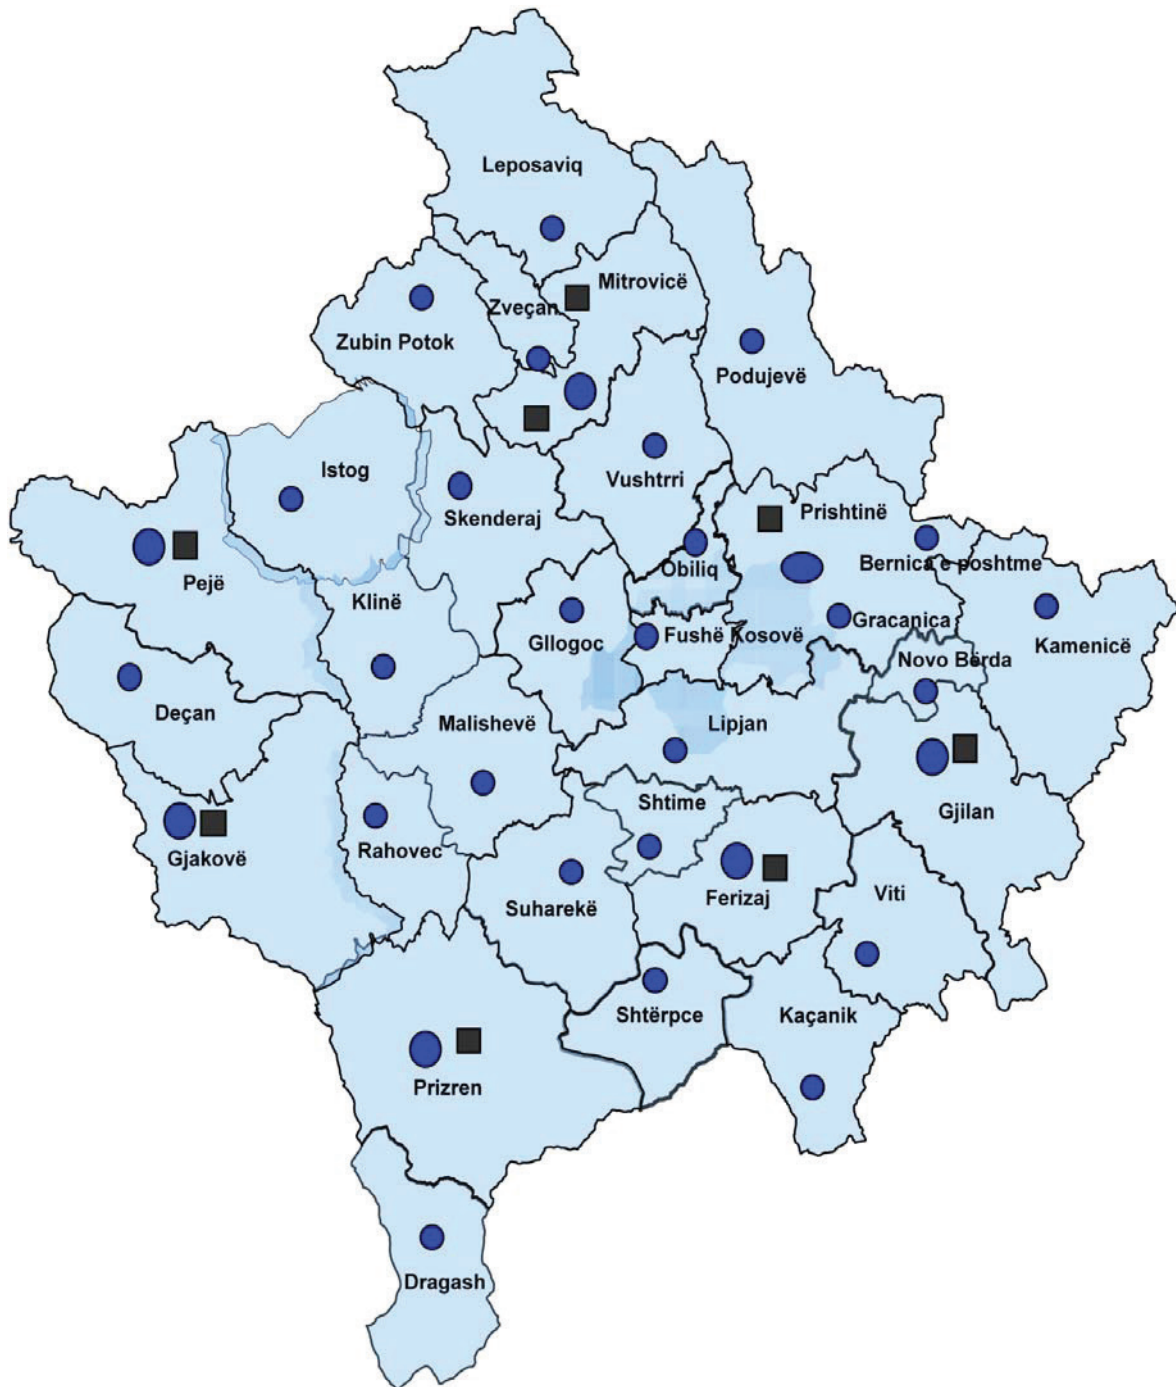 Leposaviq
Mitrovicë
Zveçan
Zubin Potok
Podujevë
Istog
Vushtrri
Skenderaj
Prishtinë
Bernica e poshtme
Obiliq
Pejë
Klinë
Gracanica
Fushë Kosovë
Gllogoc
Kamenicë
Novo Bërda
Deçan
Malishevë
Lipjan
Shtime
Gjilan
Rahovec
Gjakovë
Viti
Ferizaj
Suharekë
Shtërpce
Kaçanik
Prizren
Dragash